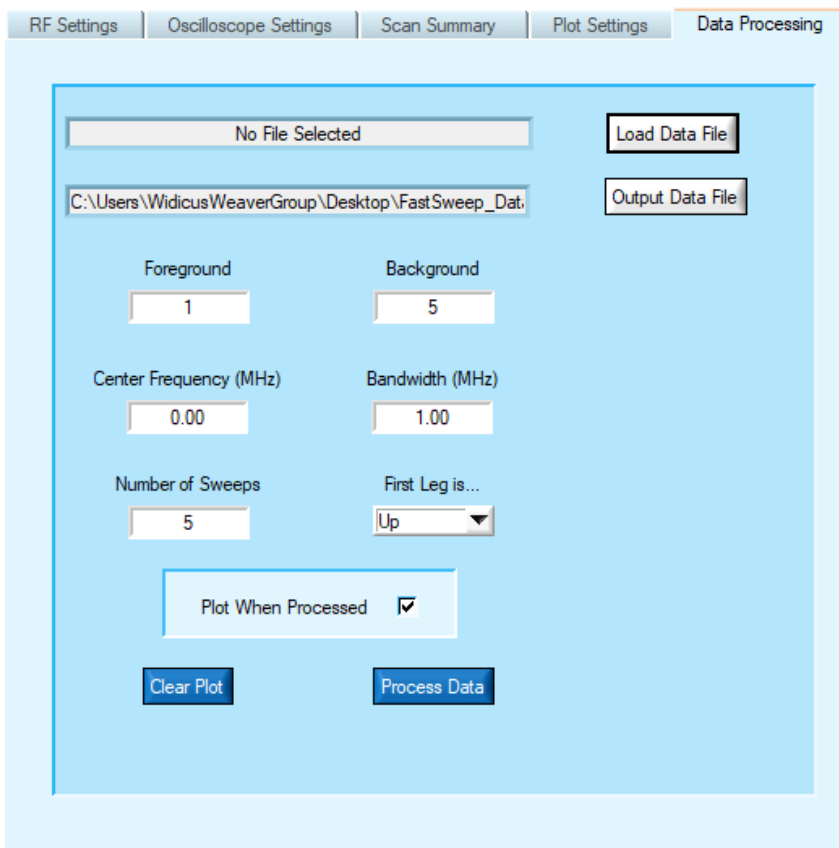 RF Settings
Oscilloscope Settings
Scan Summary
Plot Settings
Data Processing
No File Selected
Load Data File
C:\Users\WidicusWeaverGroup\Desktop\FastSweep_Dat
Output Data File
Foreground
Background
1
5
Center Frequency (MHz)
Bandwidth (MHz)
0.00
1.00
Number of Sweeps
First Leg is...
5
Up
Plot When Processed
Clear Plot
Process Data